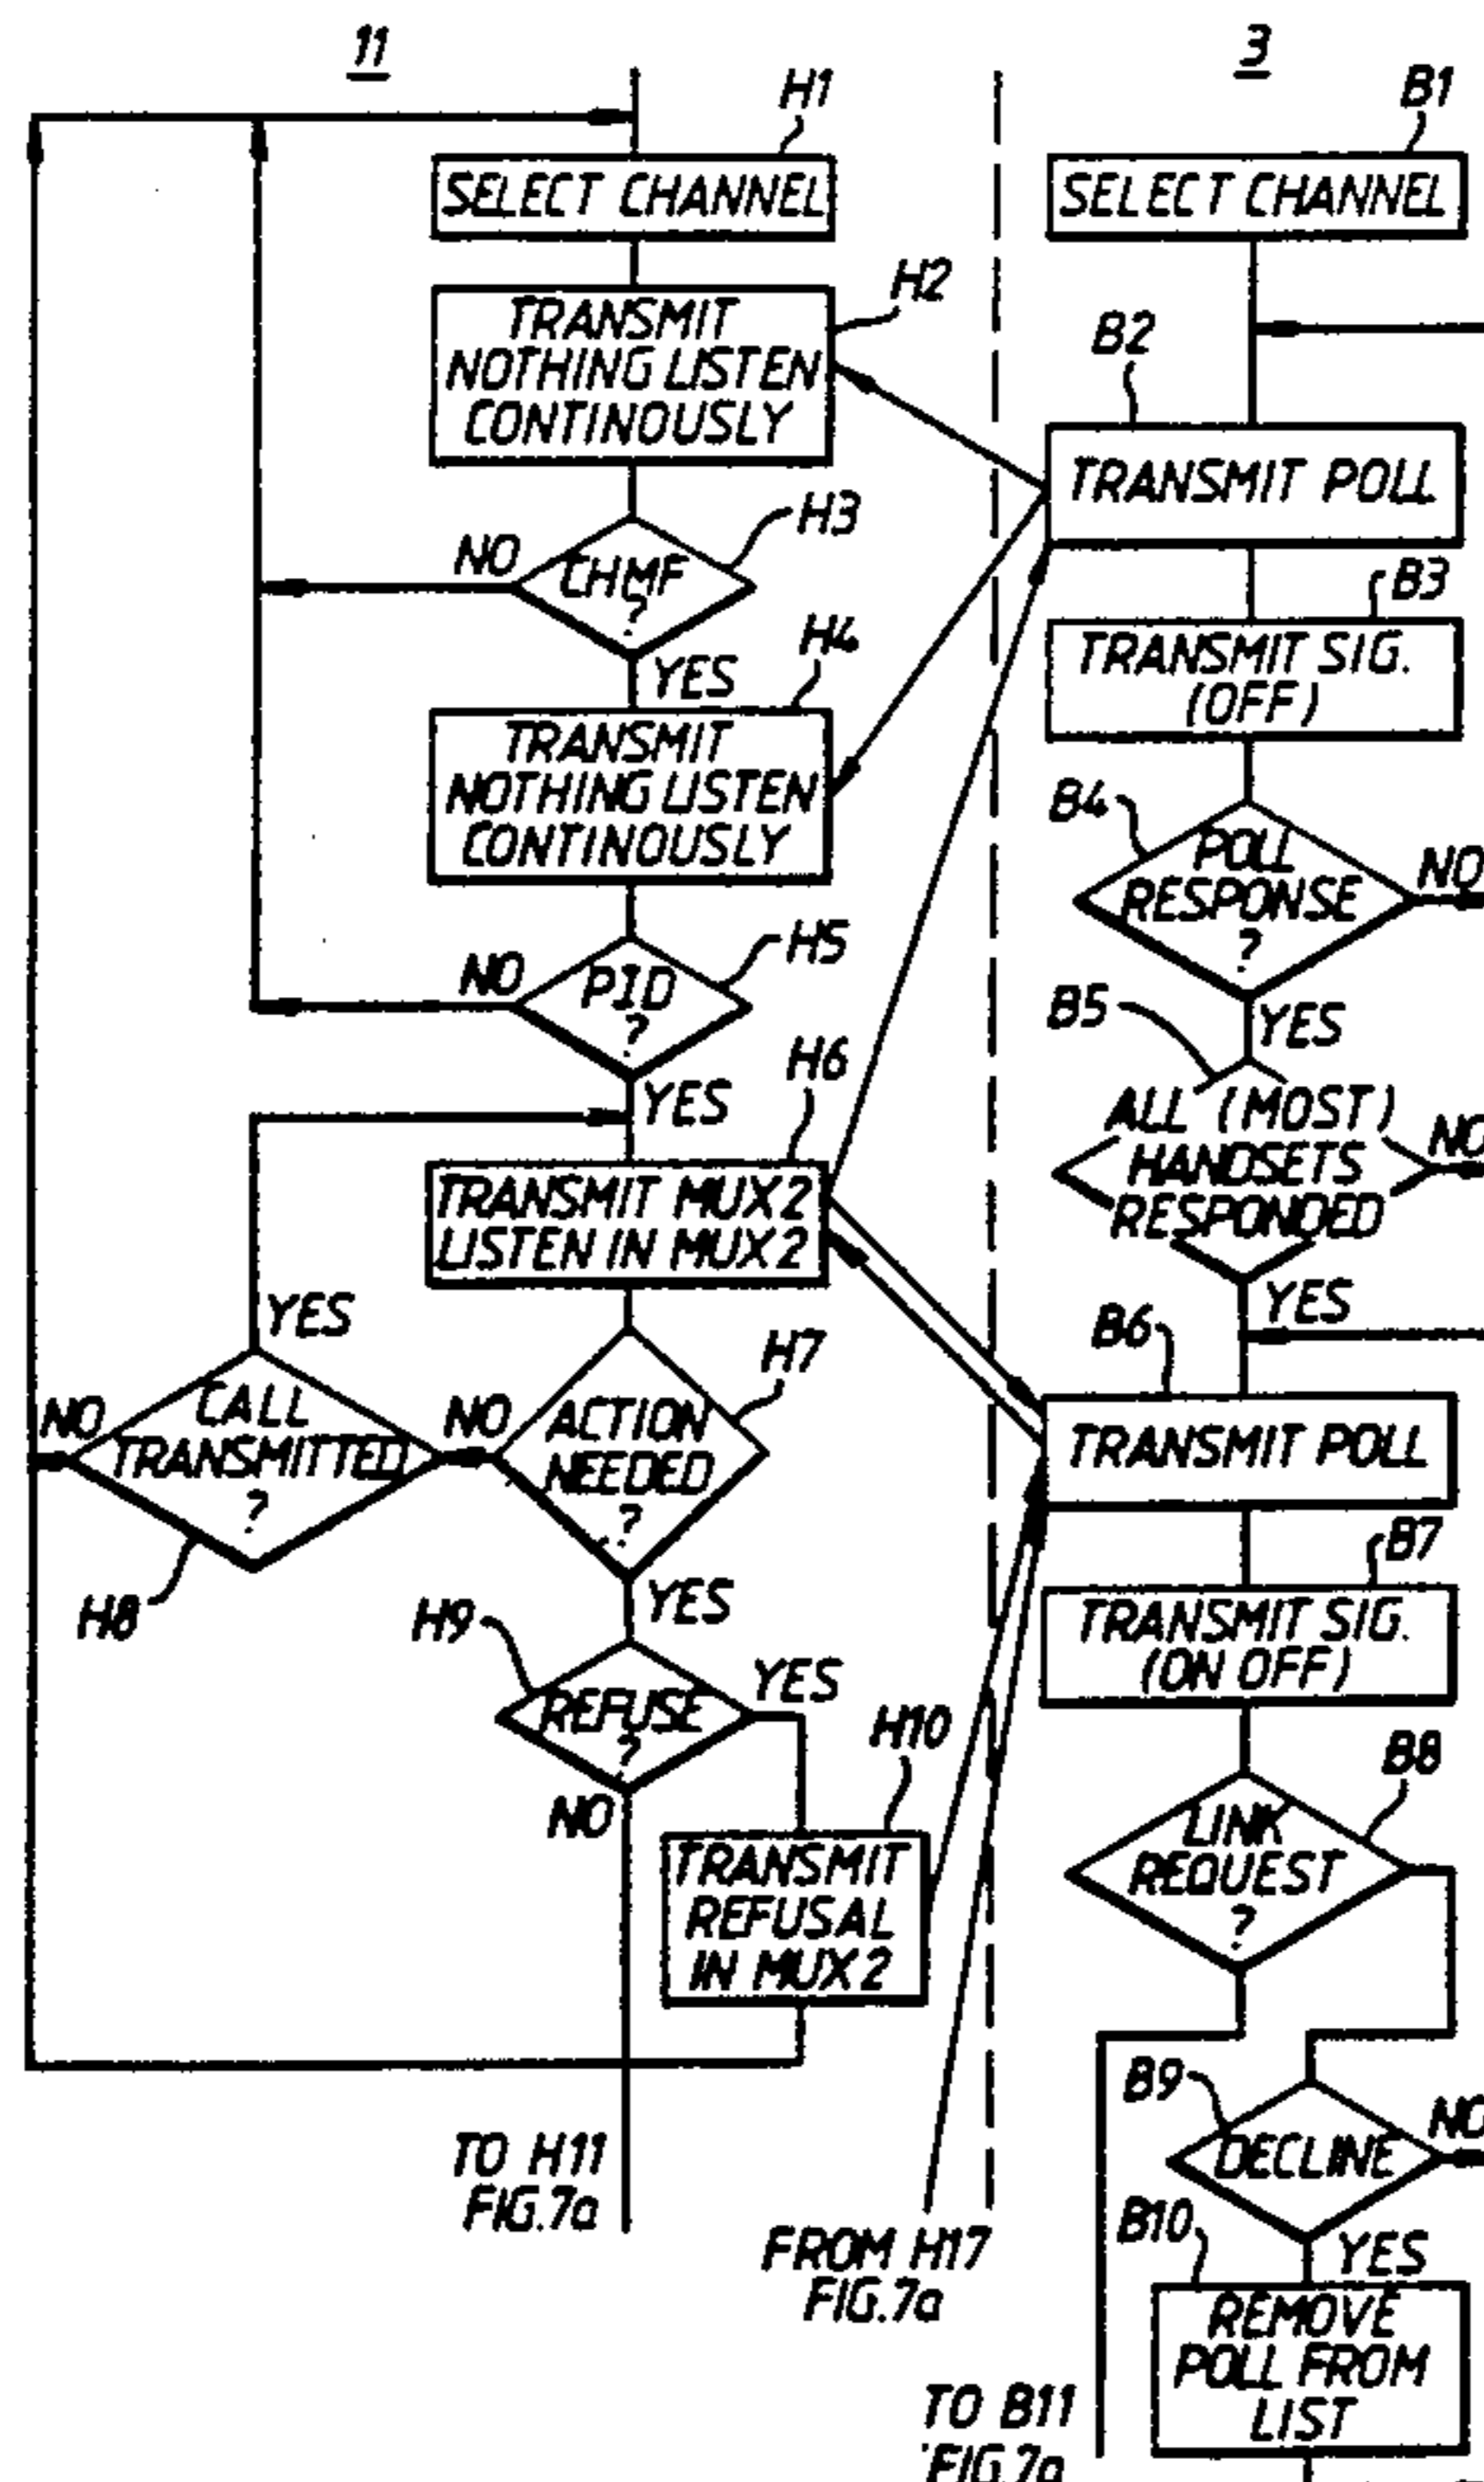 11
H1
SELECT CHANNEL
H2
TRANSMIT
NOTHING LISTEN
CONTINOUSLY
H3
NO
CHMF
?
YES
H4
TRANSMIT
NOTHING LISTEN
CONTINOUSLY
H5
NO
PID
?
YES
H6
TRANSMIT MUX2
LISTEN IN MUX2
YES
H7
NO
CALL
TRANSMITTED
?
H8
NO
ACTION
NEEDED
?
YES
H9
REFUSE
?
YES
NO
H10
TRANSMIT
REFUSAL
IN MUX2
TO H11
FIG.7a
FROM H17
FIG.7a
3
B1
SELECT CHANNEL
B2
TRANSMIT POLL
B3
TRANSMIT SIG.
(OFF)
B4
POLL
RESPONSE
?
NO
YES
B5
ALL (MOST)
HANDSETS
RESPONDED
NO
YES
B6
TRANSMIT POLL
B7
TRANSMIT SIG.
(ON OFF)
B8
LINK
REQUEST
?
B9
DECLINE
NO
YES
B10
REMOVE
POLL FROM
LIST
TO B11
FIG.7a